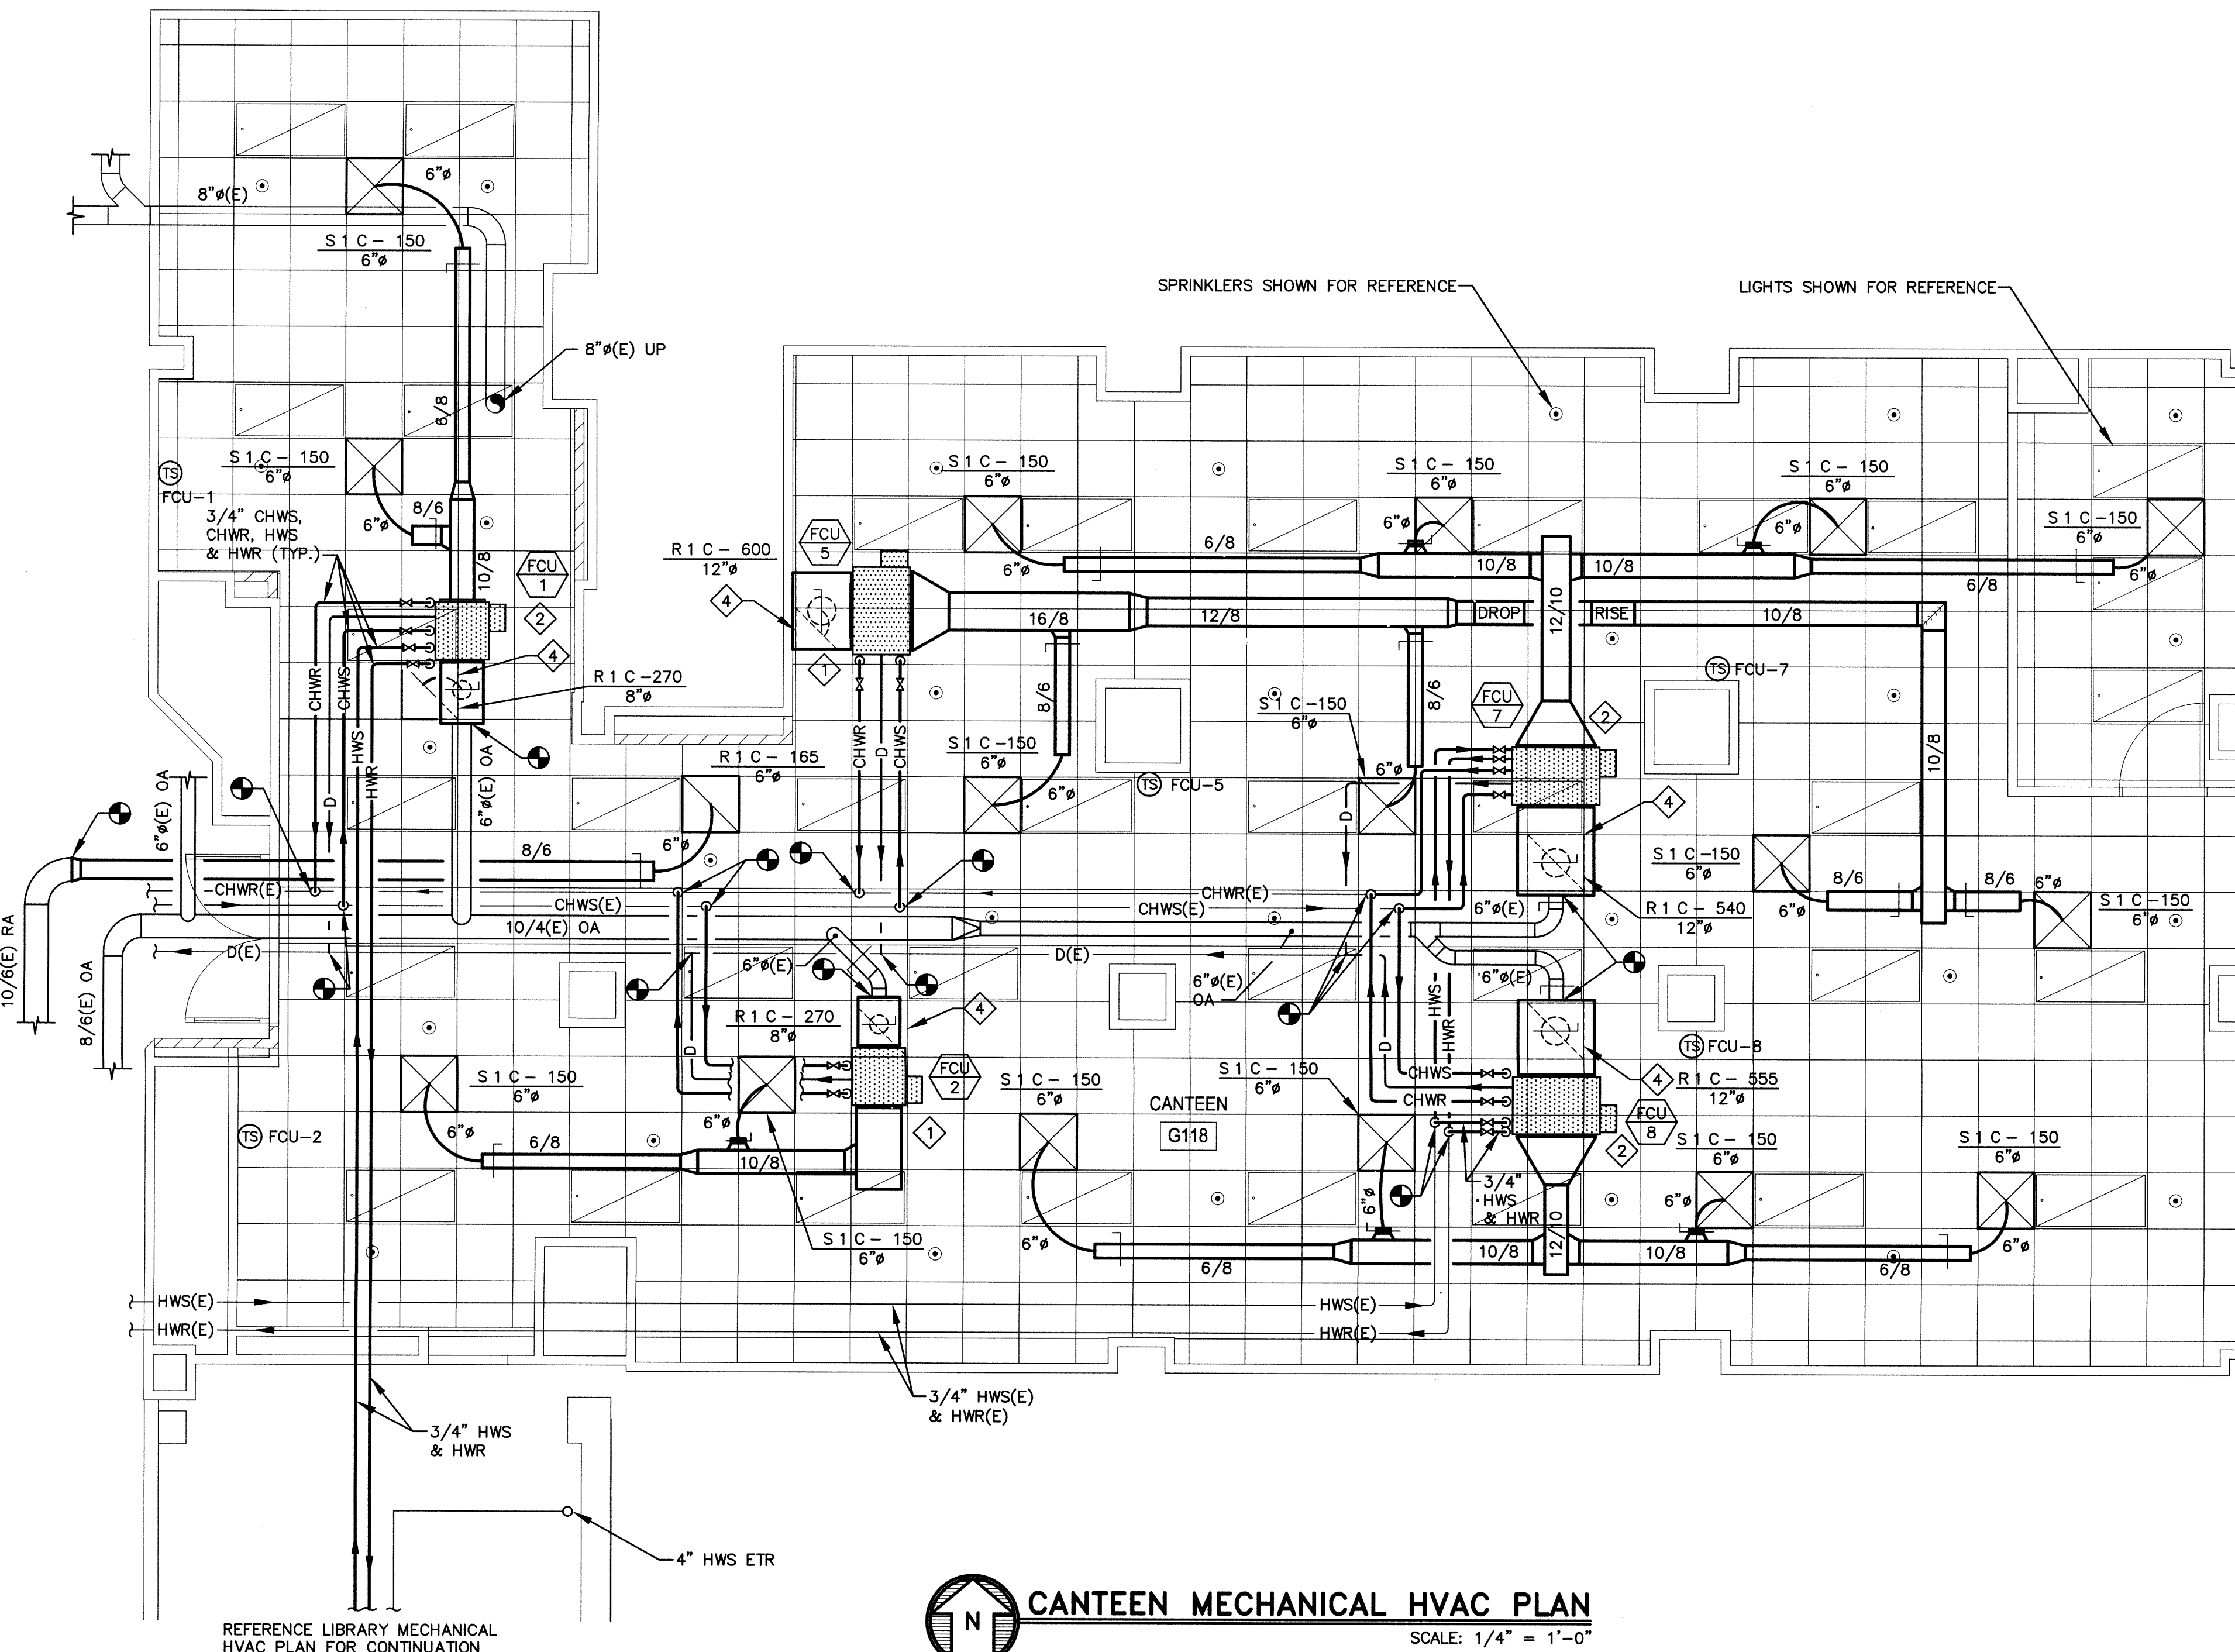 6"ø
8"ø(E)
S 1 C - 150
6"ø
SPRINKLERS SHOWN FOR REFERENCE
LIGHTS SHOWN FOR REFERENCE
8"ø(E) UP
6/8
S 1 C - 150
6"ø
TS
FCU-1
6"ø
8/6
3/4" CHWS,
CHWR, HWS
& HWR (TYP.)
10/8
FCU
1
2
4
R 1 C -270
8"ø
CHWR
D
CHWS
HWS
HWR
6"ø(E) OA
6"ø(E) OA
S 1 C - 150
6"ø
S 1 C - 150
6"ø
S 1 C - 150
6"ø
S 1 C -150
6"ø
FCU
5
R 1 C - 600
12"ø
4
1
6"ø
6/8
6"ø
10/8
12/10
10/8
6"ø
6/8
6"ø
16/8
12/8
DROP
RISE
10/8
8/6
8/6
TS FCU-7
FCU
7
2
S 1 C -150
6"ø
S 1 C -150
6"ø
R 1 C - 165
6"ø
CHWR
D
CHWS
6"ø
6"ø
TS FCU-5
D
4
10/8
6"ø
8/6
S 1 C -150
6"ø
8/6
8/6
6"ø
6"ø
S 1 C -150
6"ø
R 1 C - 540
12"ø
CHWR(E)
CHWR(E)
CHWS(E)
CHWS(E)
6"ø(E)
10/4(E) OA
D(E)
D(E)
6"ø(E)
6"ø(E)
6"ø(E)
OA
10/6(E) RA
8/6(E) OA
R 1 C - 270
8"ø
4
HWS
HWR
D
D
TS FCU-8
4
R 1 C - 555
12"ø
CHWS
CHWR
FCU
2
1
FCU
8
2
S 1 C - 150
6"ø
S 1 C - 150
6"ø
S 1 C - 150
6"ø
CANTEEN
G118
S 1 C - 150
6"ø
S 1 C - 150
6"ø
TS FCU-2
6"ø
6/8
6"ø
10/8
S 1 C - 150
6"ø
3/4"
HWS
& HWR
6"ø
6"ø
6/8
10/8
12/10
10/8
6"ø
6/8
6"ø
HWS(E)
HWS(E)
HWR(E)
HWR(E)
3/4" HWS(E)
& HWR(E)
3/4" HWS
& HWR
4" HWS ETR
REFERENCE LIBRARY MECHANICAL
HVAC PLAN FOR CONTINUATION
N
CANTEEN MECHANICAL HVAC PLAN
SCALE: 1/4" = 1'-0"